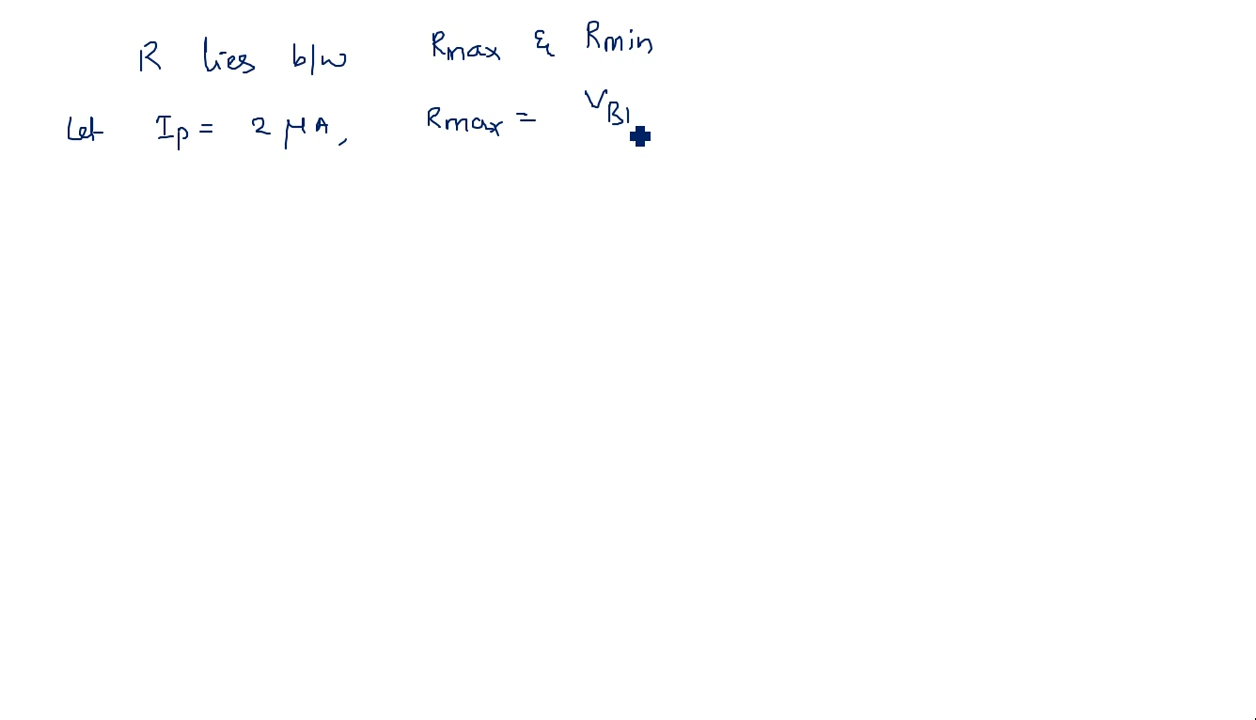 R lies b/w Rmax & Rmin
Let Ip = 2 μA, Rmax = VB1